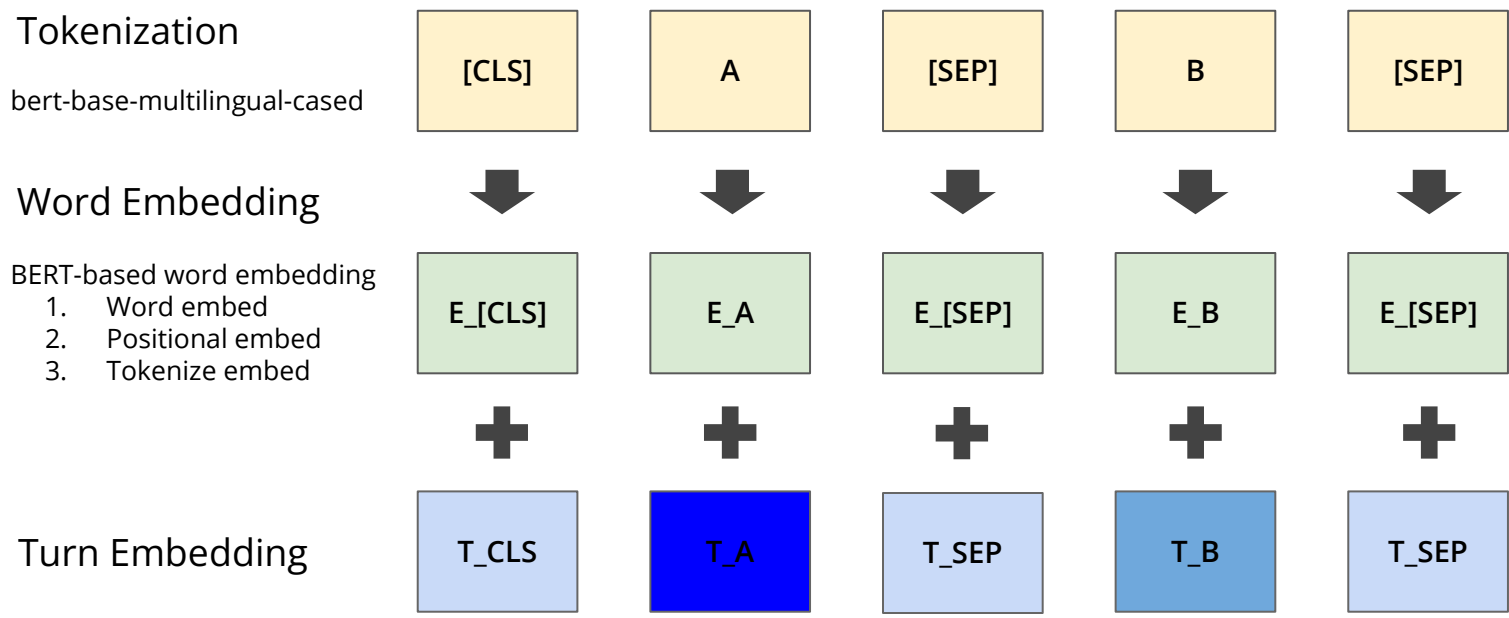 Tokenization
bert-base-multilingual-cased
[CLS] A [SEP] B [SEP]
Word Embedding
BERT-based word embedding
1. Word embed
2. Positional embed
3. Tokenize embed
E_[CLS] E_A E_[SEP] E_B E_[SEP]
Turn Embedding
T_CLS T_A T_SEP T_B T_SEP